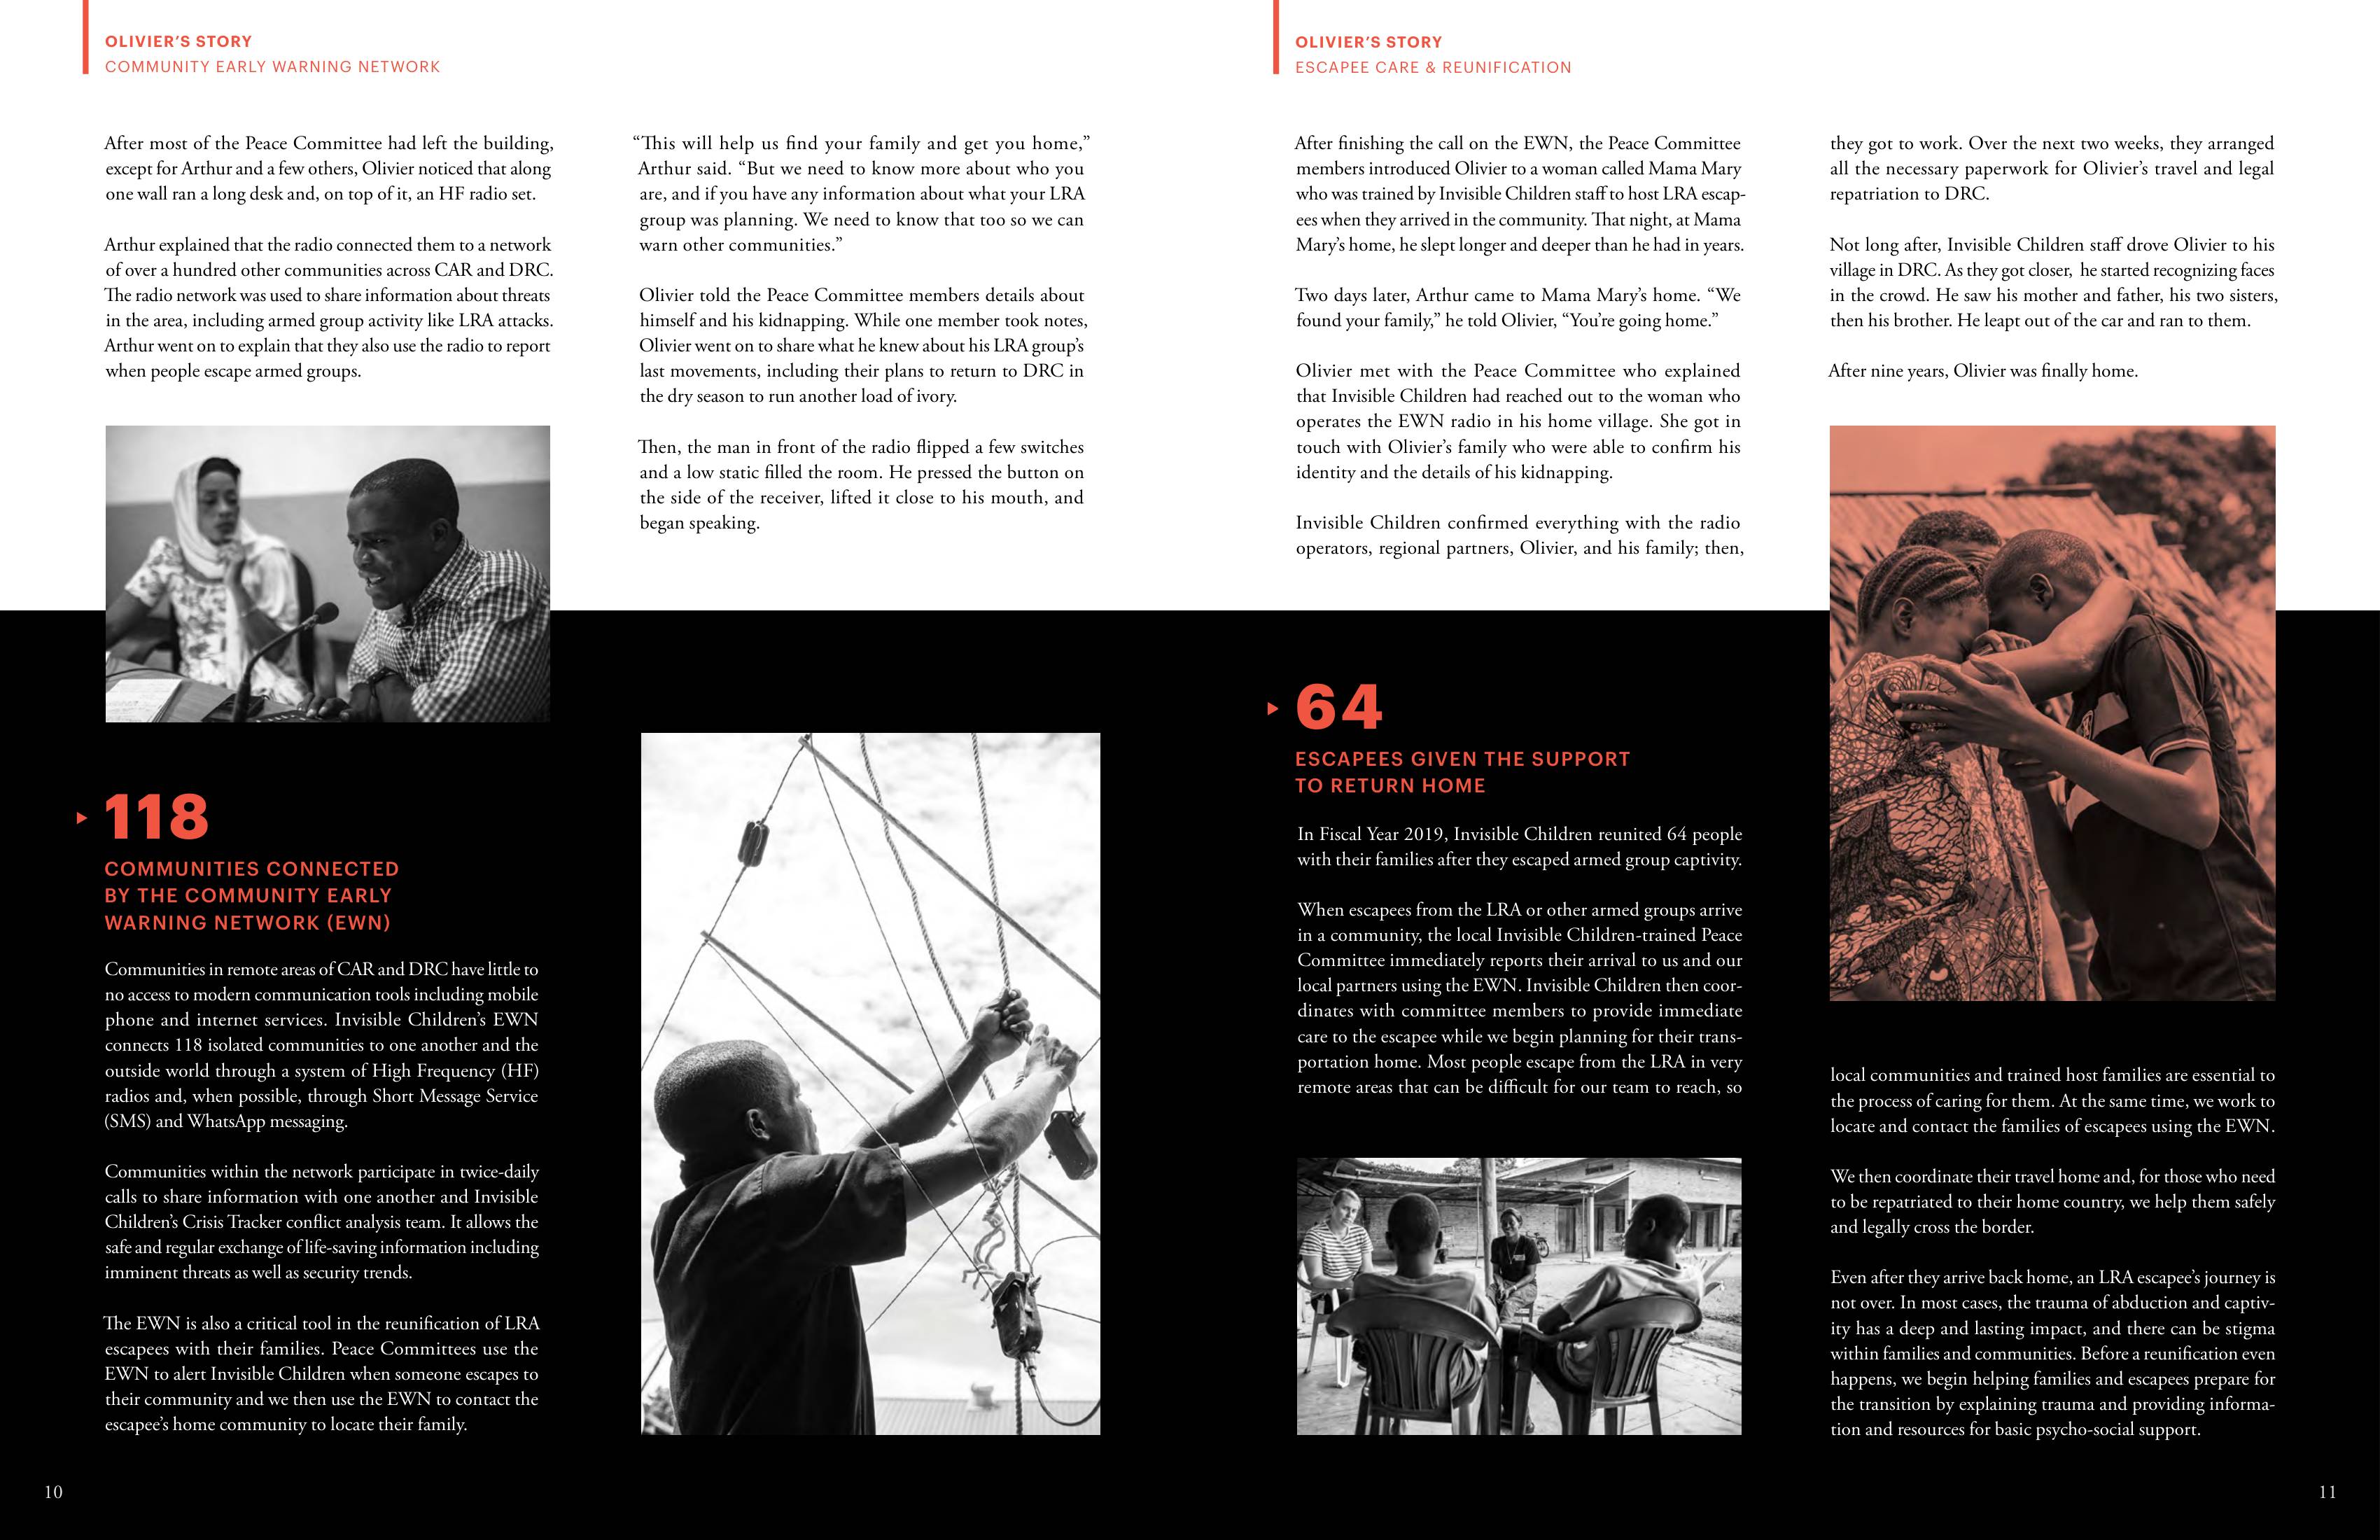 OLIVIER’S STORY
COMMUNITY EARLY WARNING NETWORK
After most of the Peace Committee had left the building,
except for Arthur and a few others, Olivier noticed that along
one wall ran a long desk and, on top of it, an HF radio set.
Arthur explained that the radio connected them to a network
of over a hundred other communities across CAR and DRC.
The radio network was used to share information about threats
in the area, including armed group activity like LRA attacks.
Arthur went on to explain that they also use the radio to report
when people escape armed groups.
“This will help us find your family and get you home,”
Arthur said. “But we need to know more about who you
are, and if you have any information about what your LRA
group was planning. We need to know that too so we can
warn other communities.”
Olivier told the Peace Committee members details about
himself and his kidnapping. While one member took notes,
Olivier went on to share what he knew about his LRA group’s
last movements, including their plans to return to DRC in
the dry season to run another load of ivory.
Then, the man in front of the radio flipped a few switches
and a low static filled the room. He pressed the button on
the side of the receiver, lifted it close to his mouth, and
began speaking.
118
COMMUNITIES CONNECTED
BY THE COMMUNITY EARLY
WARNING NETWORK (EWN)
Communities in remote areas of CAR and DRC have little to
no access to modern communication tools including mobile
phone and internet services. Invisible Children’s EWN
connects 118 isolated communities to one another and the
outside world through a system of High Frequency (HF)
radios and, when possible, through Short Message Service
(SMS) and WhatsApp messaging.
Communities within the network participate in twice-daily
calls to share information with one another and Invisible
Children’s Crisis Tracker conflict analysis team. It allows the
safe and regular exchange of life-saving information including
imminent threats as well as security trends.
The EWN is also a critical tool in the reunification of LRA
escapees with their families. Peace Committees use the
EWN to alert Invisible Children when someone escapes to
their community and we then use the EWN to contact the
escapee’s home community to locate their family.
10
OLIVIER’S STORY
ESCAPEE CARE & REUNIFICATION
After finishing the call on the EWN, the Peace Committee
members introduced Olivier to a woman called Mama Mary
who was trained by Invisible Children staff to host LRA escap-
ees when they arrived in the community. That night, at Mama
Mary’s home, he slept longer and deeper than he had in years.
Two days later, Arthur came to Mama Mary’s home. “We
found your family,” he told Olivier, “You’re going home.”
Olivier met with the Peace Committee who explained
that Invisible Children had reached out to the woman who
operates the EWN radio in his home village. She got in
touch with Olivier’s family who were able to confirm his
identity and the details of his kidnapping.
Invisible Children confirmed everything with the radio
operators, regional partners, Olivier, and his family; then,
they got to work. Over the next two weeks, they arranged
all the necessary paperwork for Olivier’s travel and legal
repatriation to DRC.
Not long after, Invisible Children staff drove Olivier to his
village in DRC. As they got closer, he started recognizing faces
in the crowd. He saw his mother and father, his two sisters,
then his brother. He leapt out of the car and ran to them.
After nine years, Olivier was finally home.
64
ESCAPEES GIVEN THE SUPPORT
TO RETURN HOME
In Fiscal Year 2019, Invisible Children reunited 64 people
with their families after they escaped armed group captivity.
When escapees from the LRA or other armed groups arrive
in a community, the local Invisible Children-trained Peace
Committee immediately reports their arrival to us and our
local partners using the EWN. Invisible Children then coor-
dinates with committee members to provide immediate
care to the escapee while we begin planning for their trans-
portation home. Most people escape from the LRA in very
remote areas that can be difficult for our team to reach, so
local communities and trained host families are essential to
the process of caring for them. At the same time, we work to
locate and contact the families of escapees using the EWN.
We then coordinate their travel home and, for those who need
to be repatriated to their home country, we help them safely
and legally cross the border.
Even after they arrive back home, an LRA escapee’s journey is
not over. In most cases, the trauma of abduction and captiv-
ity has a deep and lasting impact, and there can be stigma
within families and communities. Before a reunification even
happens, we begin helping families and escapees prepare for
the transition by explaining trauma and providing informa-
tion and resources for basic psycho-social support.
11